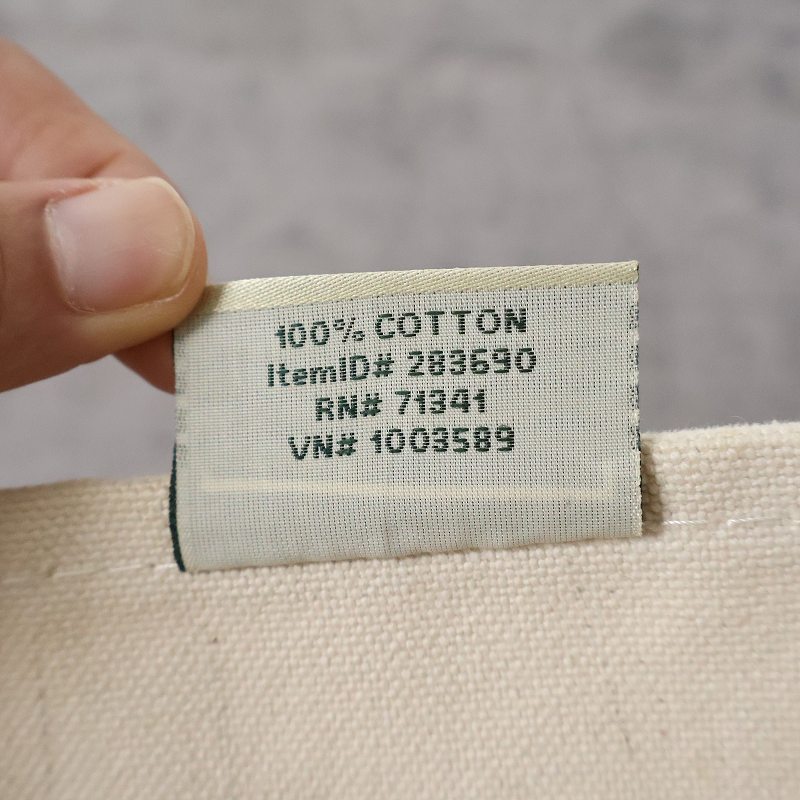 100% COTTON
ItemID# 283690
RN# 71341
VN# 1003589